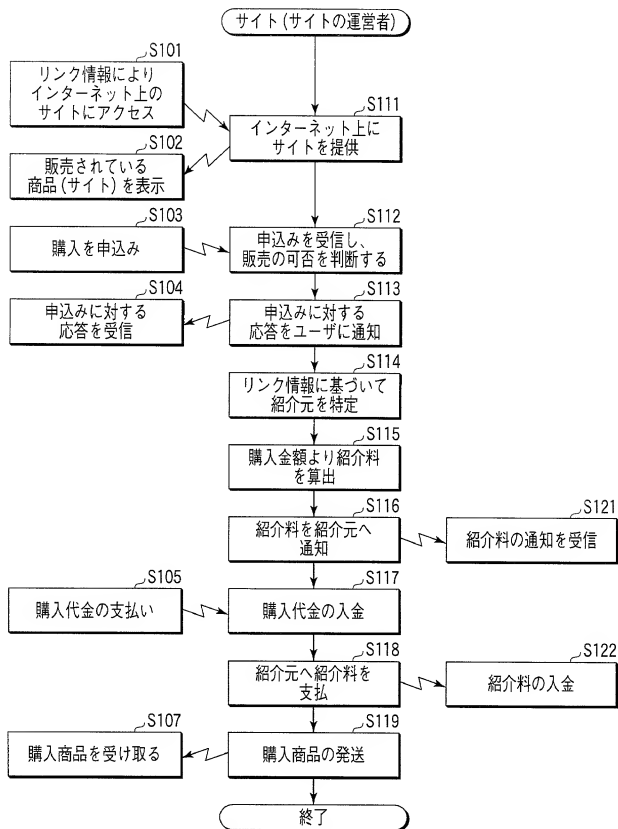 サイト(サイトの運営者)
S101
リンク情報により
インターネット上の
サイトにアクセス
S111
インターネット上に
サイトを提供
S102
販売されている
商品(サイト)を表示
S103
購入を申込み
S112
申込みを受信し、
販売の可否を判断する
S104
申込みに対する
応答を受信
S113
申込みに対する
応答をユーザに通知
S114
リンク情報に基づいて
紹介元を特定
S115
購入金額より紹介料
を算出
S116
紹介料を紹介元へ
通知
S121
紹介料の通知を受信
S105
購入代金の支払い
S117
購入代金の入金
S118
紹介元へ紹介料を
支払
S122
紹介料の入金
S107
購入商品を受け取る
S119
購入商品の発送
終了